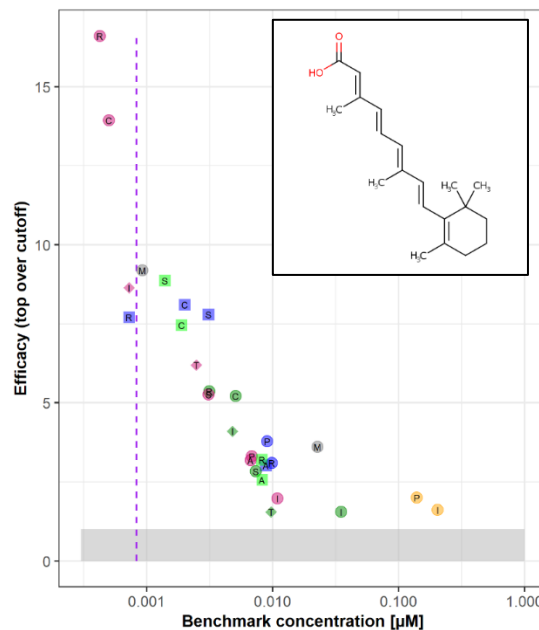 Efficacy (top over cutoff)
15
10
5
0
O
HO
H₃C
H₃C
H₃C
CH₃
H₃C
R
C
M
S
I
C
R
S
C
T
R
S
C
I
P
M
P
A
R
A
R
S
A
I
P
T
I
I
0.001
0.010
0.100
1.000
Benchmark concentration [µM]